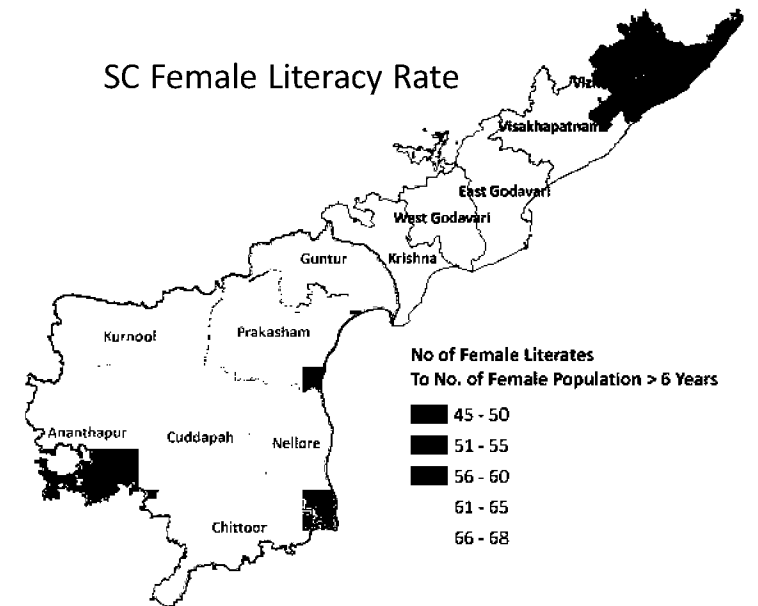 SC Female Literacy Rate
Visakhapatnam
East Godavari
West Godavari
Guntur
Krishna
Kurnool
Prakasham
No of Female Literates
To No. of Female Population > 6 Years
45 - 50
Ananthapur
Cuddapah
Nellore
51 - 55
56 - 60
61 - 65
Chittoor
66 - 68